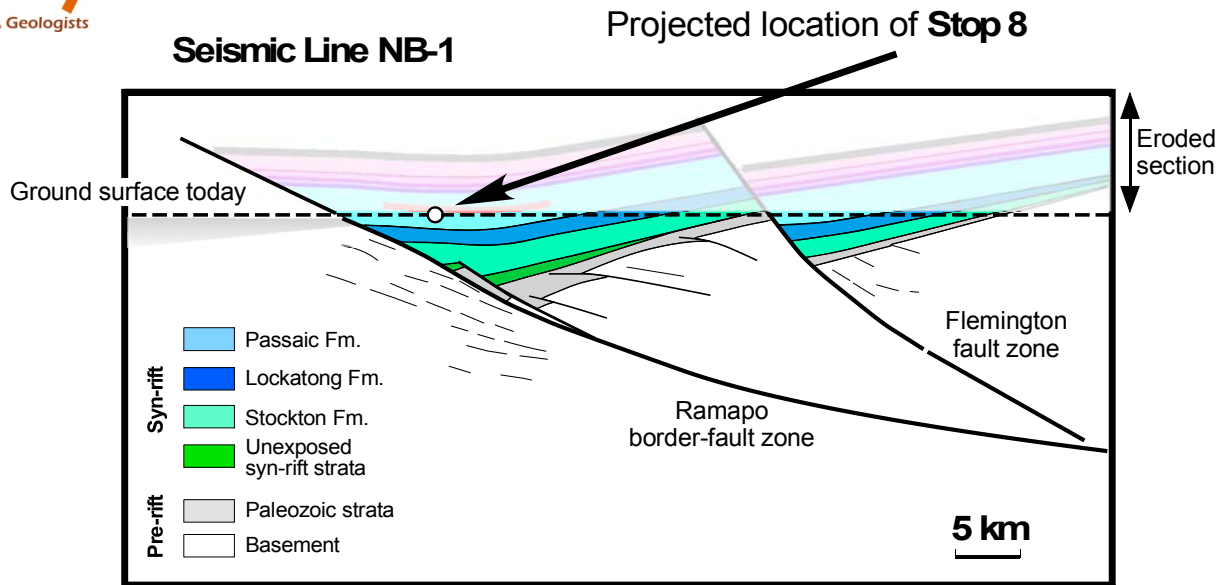 Geologists
Seismic Line NB-1
Projected location of Stop 8
Eroded
section
Ground surface today
Flemington
fault zone
Ramapo
border-fault zone
Syn-rift
Passaic Fm.
Lockatong Fm.
Stockton Fm.
Unexposed
syn-rift strata
Pre-rift
Paleozoic strata
Basement
5 km